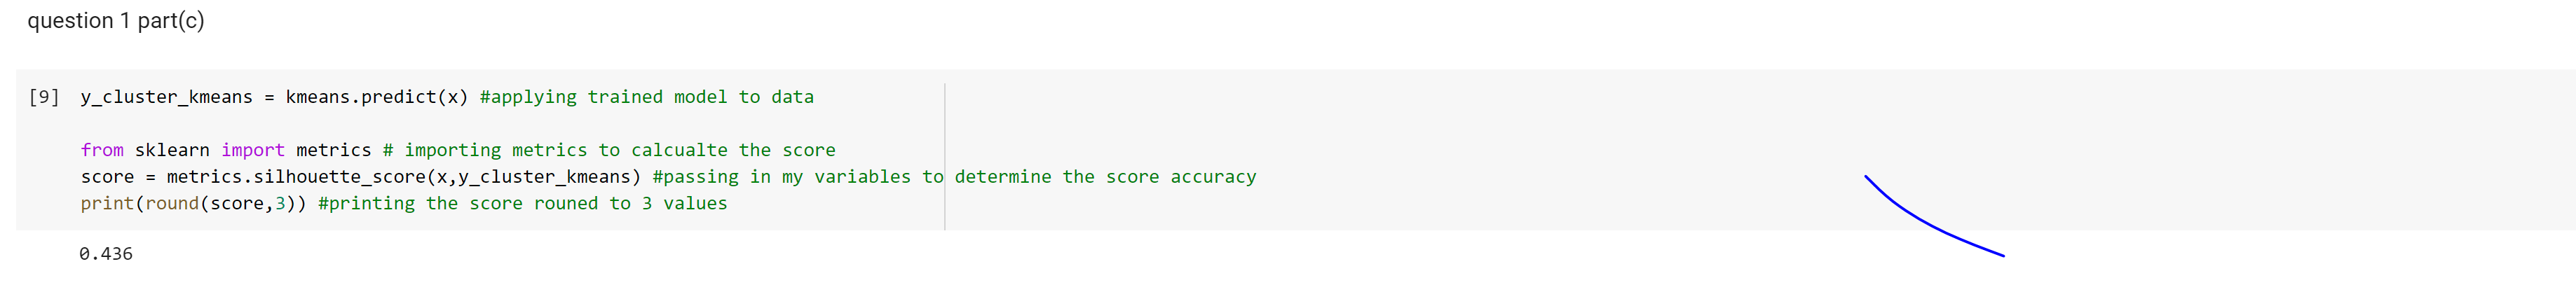 question 1 part(c)
[9] y_cluster_kmeans = kmeans.predict(x) #applying trained model to data
from sklearn import metrics # importing metrics to calcualte the score
score = metrics.silhouette_score(x,y_cluster_kmeans) #passing in my variables to determine the score accuracy
print(round(score,3)) #printing the score rouned to 3 values
0.436